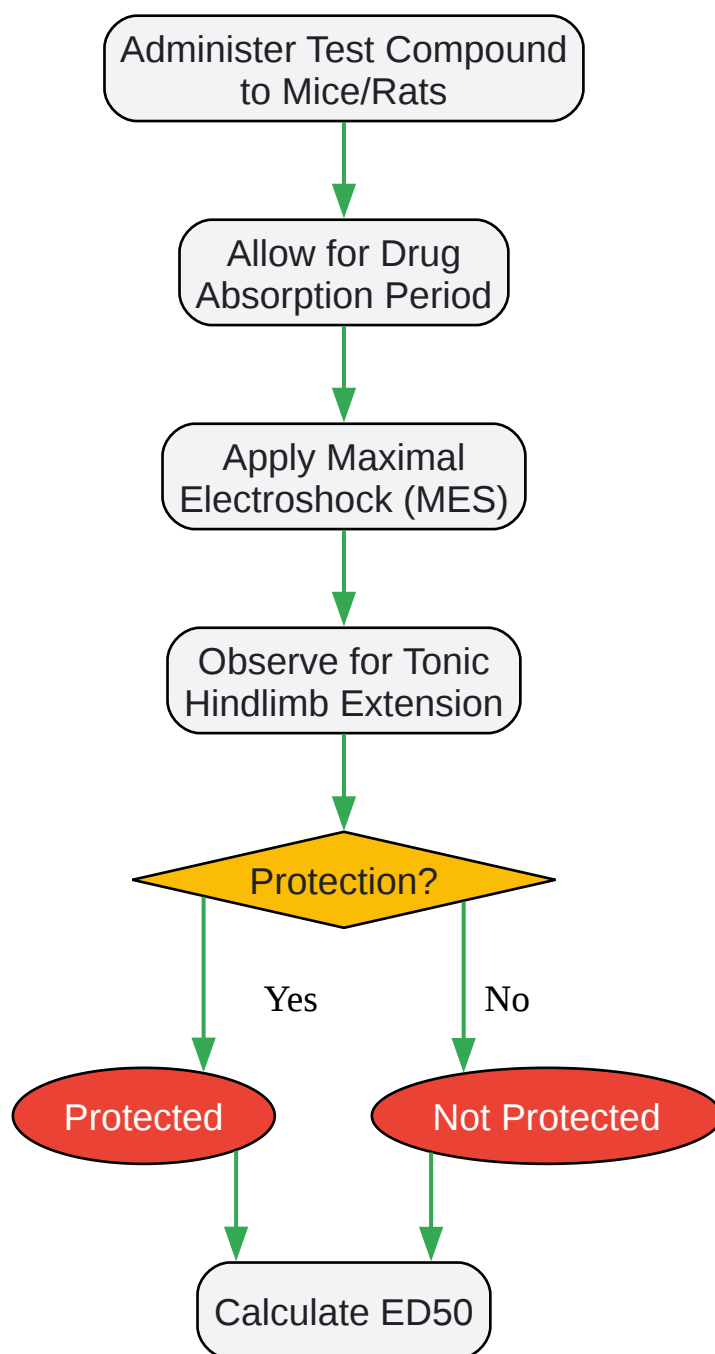 Administer Test Compound
to Mice/Rats
Allow for Drug
Absorption Period
Apply Maximal
Electroshock (MES)
Observe for Tonic
Hindlimb Extension
Protection?
Yes
No
Protected
Not Protected
Calculate ED50